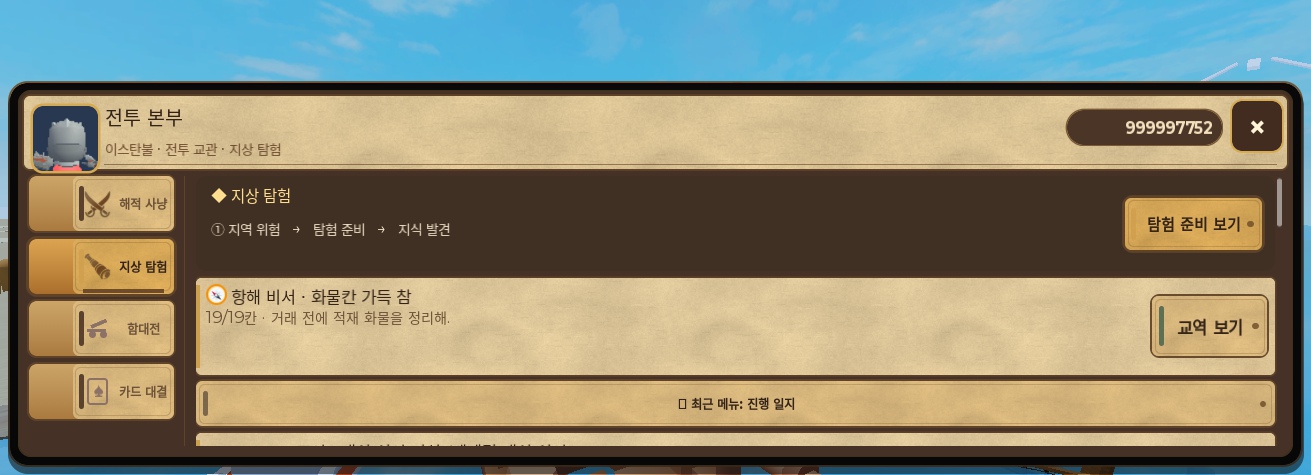 전투 본부
이스탄불 · 전투 교관 · 지상 탐험
999997752
×
해적 사냥
지상 탐험
함대전
카드 대결
◆ 지상 탐험
① 지역 위험 → 탐험 준비 → 지식 발견
탐험 준비 보기
항해 비서 · 화물칸 가득 참
19/19칸 · 거래 전에 적재 화물을 정리해.
교역 보기
최근 메뉴: 진행 일지